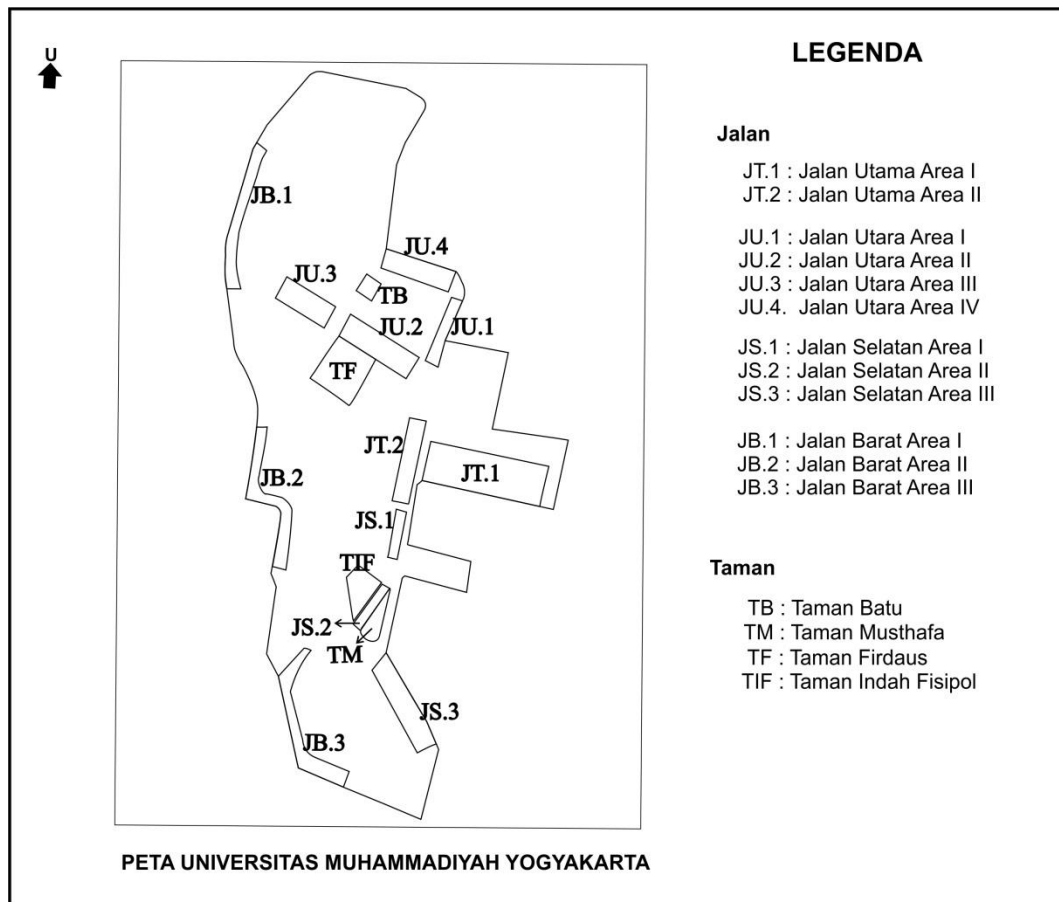 U
JB.1
JU.4
JU.3
TB
JU.2
JU.1
TF
JT.2
JT.1
JB.2
JS.1
TIF
JS.2
TM
JS.3
JB.3
PETA UNIVERSITAS MUHAMMADIYAH YOGYAKARTA
LEGENDA
Jalan
JT.1 : Jalan Utama Area I
JT.2 : Jalan Utama Area II
JU.1 : Jalan Utara Area I
JU.2 : Jalan Utara Area II
JU.3 : Jalan Utara Area III
JU.4. Jalan Utara Area IV
JS.1 : Jalan Selatan Area I
JS.2 : Jalan Selatan Area II
JS.3 : Jalan Selatan Area III
JB.1 : Jalan Barat Area I
JB.2 : Jalan Barat Area II
JB.3 : Jalan Barat Area III
Taman
TB : Taman Batu
TM : Taman Musthafa
TF : Taman Firdaus
TIF : Taman Indah Fisipol